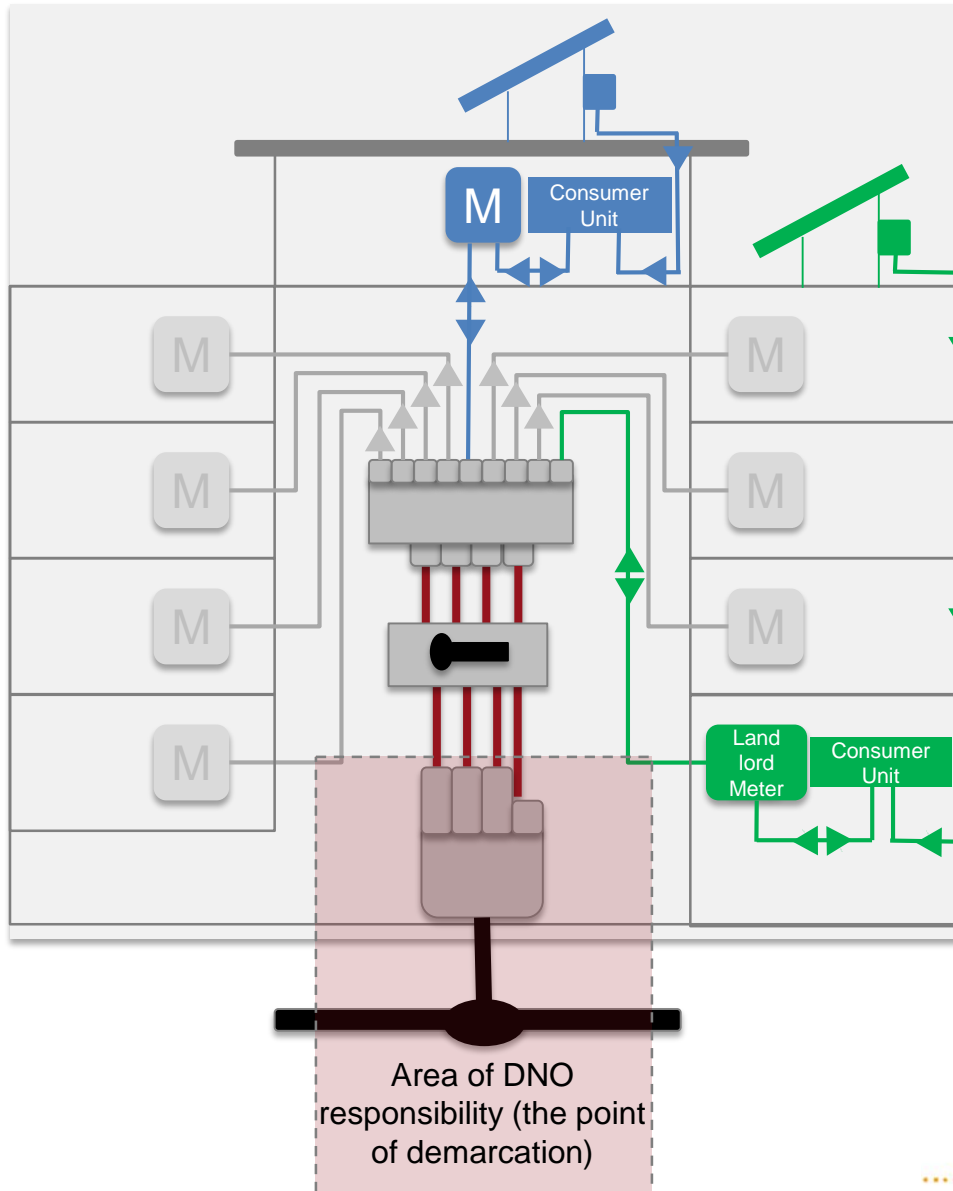 M
Consumer
Unit
M
M
M
M
M
M
M
Land
lord
Meter
Consumer
Unit
Area of DNO
responsibility (the point
of demarcation)